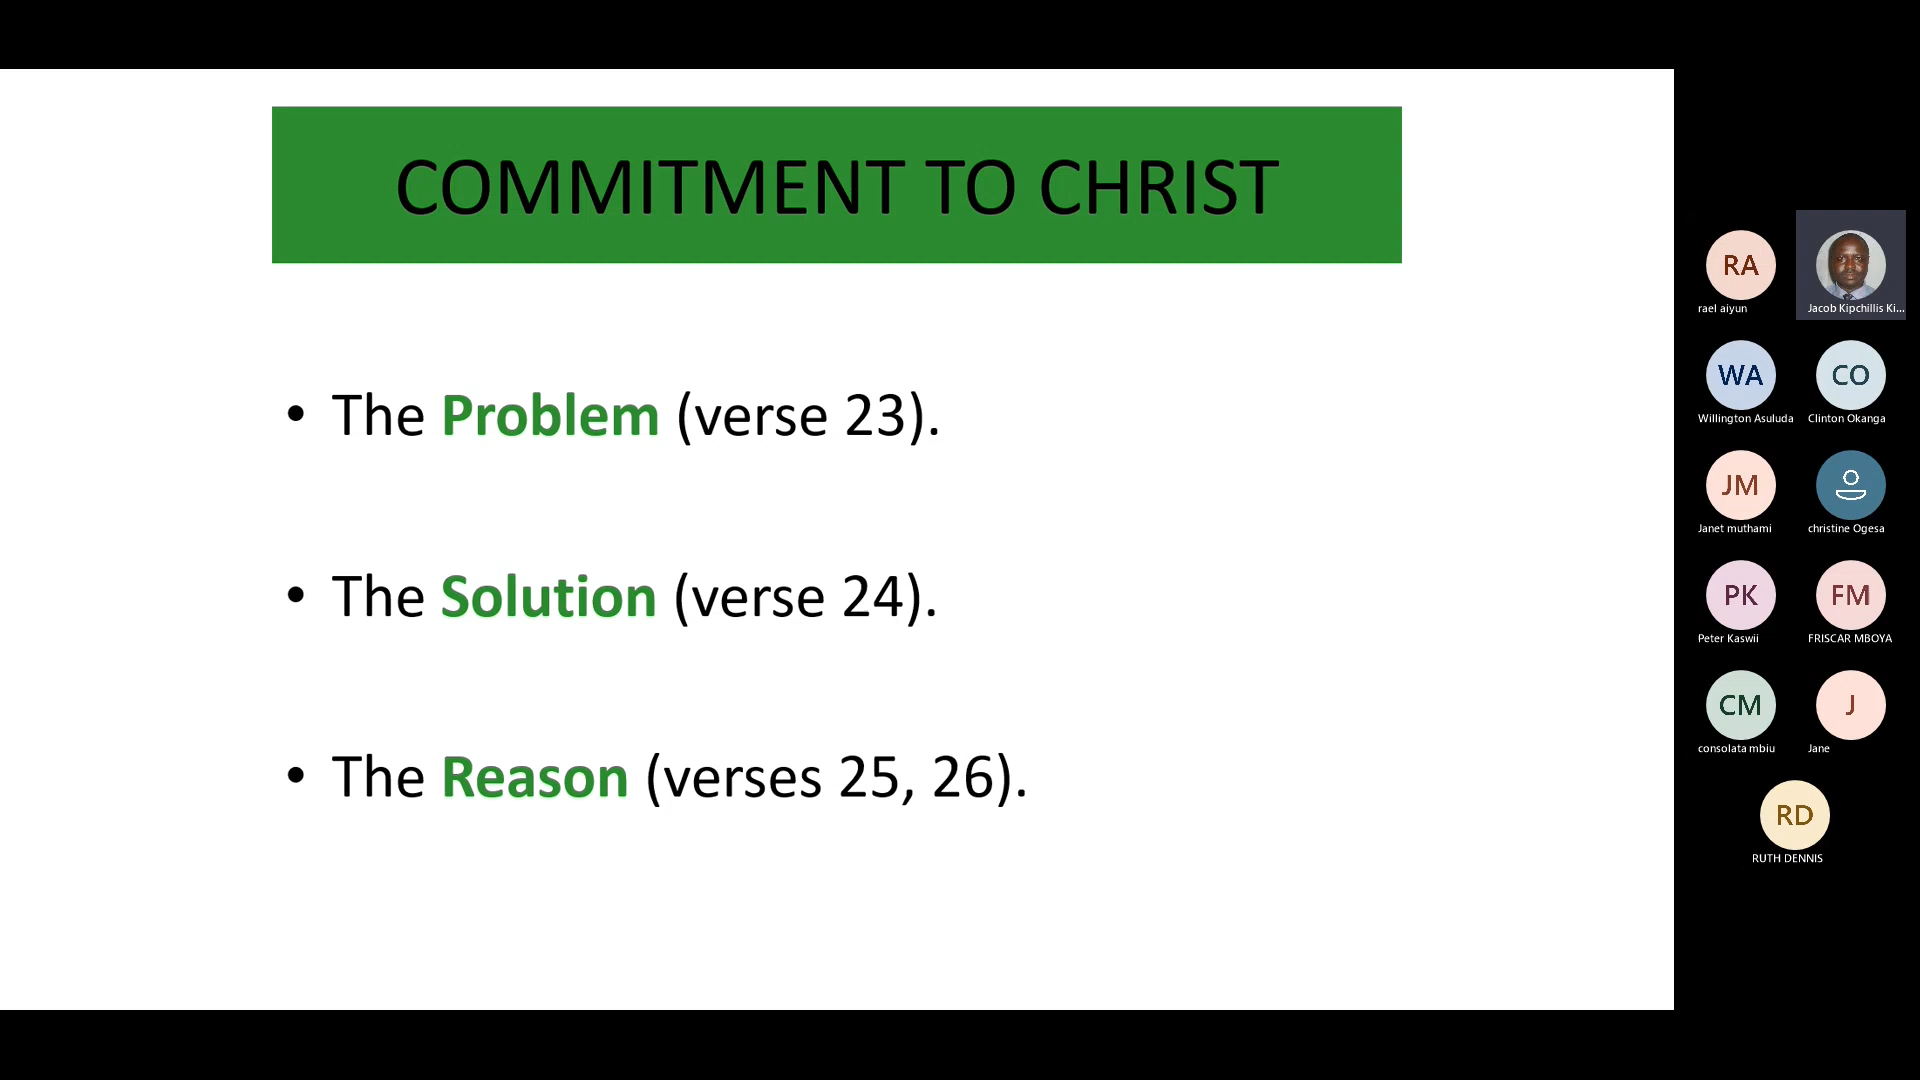 COMMITMENT TO CHRIST
• The Problem (verse 23).
• The Solution (verse 24).
• The Reason (verses 25, 26).
RA
rael aiyun
Jacob Kipchillis Ki...
WA
Willington Asuluda
CO
Clinton Okanga
JM
Janet muthami
christine Ogesa
PK
Peter Kaswii
FM
FRISCAR MBOYA
CM
consolata mbiu
J
Jane
RD
RUTH DENNIS